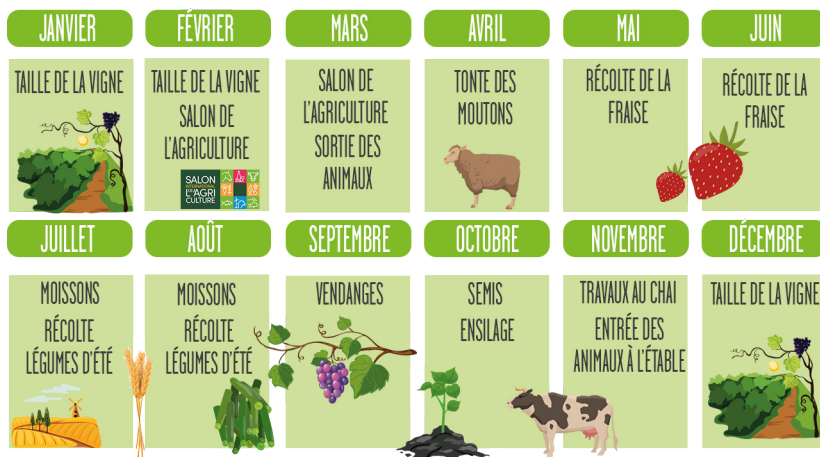 JANVIER
TAILLE DE LA VIGNE
FÉVRIER
TAILLE DE LA VIGNE
SALON DE
L'AGRICULTURE
SALON
INTERNATIONAL
DE L'AGRI
CULTURE
MARS
SALON DE
L'AGRICULTURE
SORTIE DES
ANIMAUX
AVRIL
TONTE DES
MOUTONS
MAI
RÉCOLTE DE LA
FRAISE
JUIN
RÉCOLTE DE LA
FRAISE
JUILLET
MOISSONS
RÉCOLTE
LÉGUMES D'ÉTÉ
AOÛT
MOISSONS
RÉCOLTE
LÉGUMES D'ÉTÉ
SEPTEMBRE
VENDANGES
OCTOBRE
SEMIS
ENSILAGE
NOVEMBRE
TRAVAUX AU CHAI
ENTRÉE DES
ANIMAUX À L'ÉTABLE
DÉCEMBRE
TAILLE DE LA VIGNE